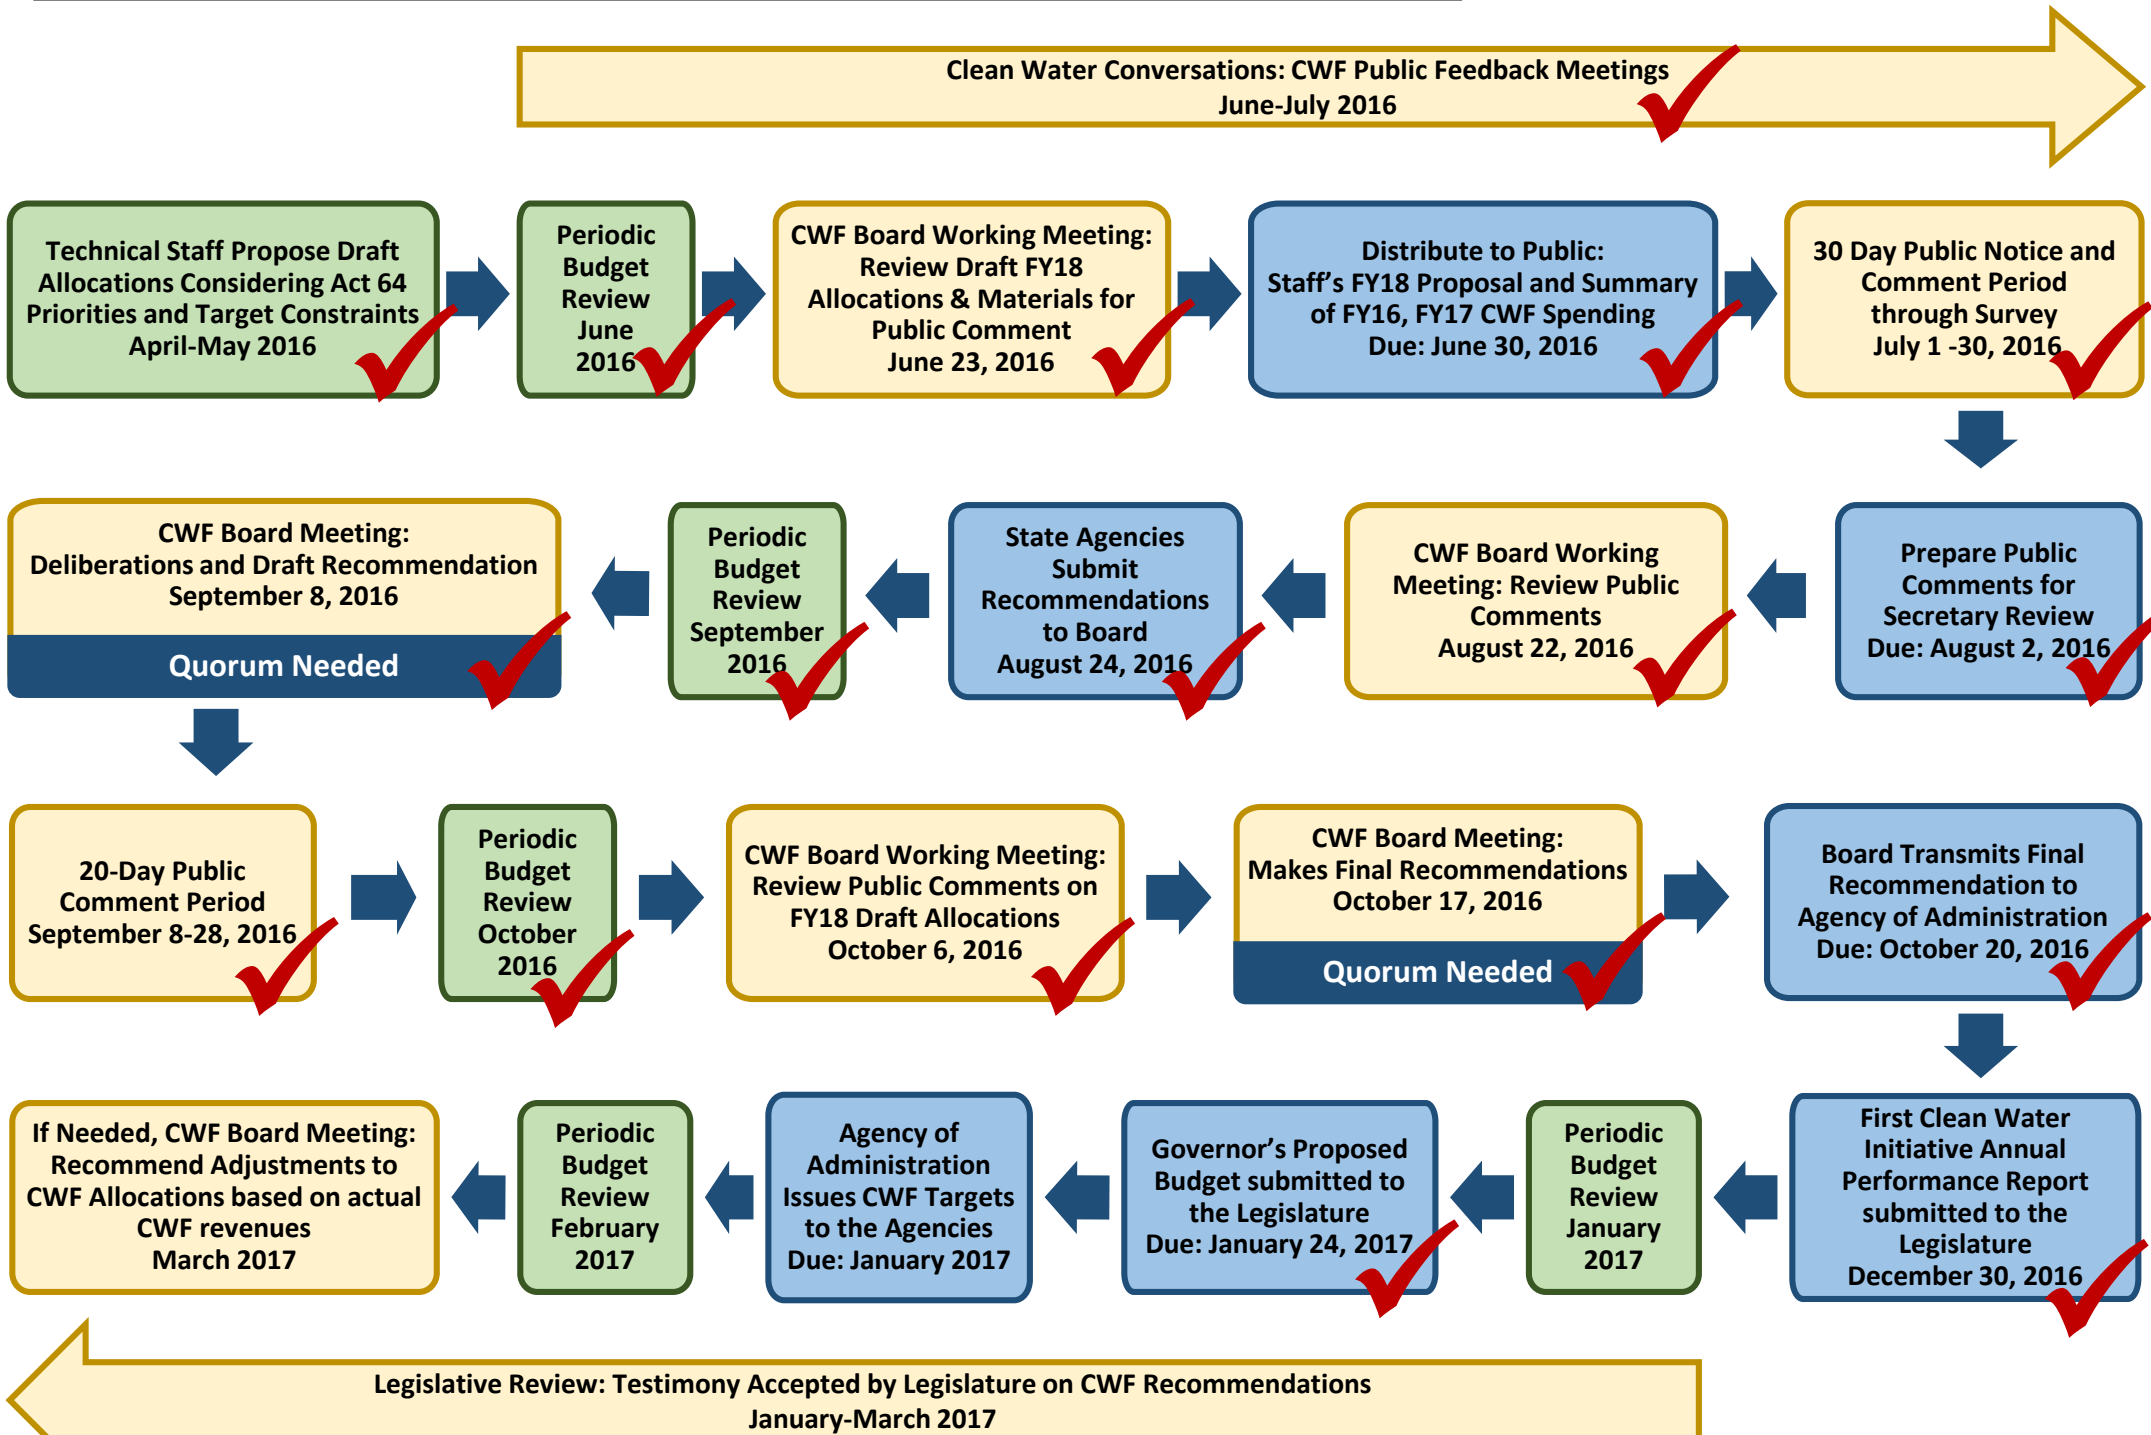 Clean Water Conversations: CWF Public Feedback Meetings
June-July 2016
Technical Staff Propose Draft
Allocations Considering Act 64
Priorities and Target Constraints
April-May 2016
Periodic
Budget
Review
June
2016
CWF Board Working Meeting:
Review Draft FY18
Allocations & Materials for
Public Comment
June 23, 2016
Distribute to Public:
Staff’s FY18 Proposal and Summary
of FY16, FY17 CWF Spending
Due: June 30, 2016
30 Day Public Notice and
Comment Period
through Survey
July 1 -30, 2016
Prepare Public
Comments for
Secretary Review
Due: August 2, 2016
CWF Board Working
Meeting: Review Public
Comments
August 22, 2016
State Agencies
Submit
Recommendations
to Board
August 24, 2016
Periodic
Budget
Review
September
2016
CWF Board Meeting:
Deliberations and Draft Recommendation
September 8, 2016
Quorum Needed
20-Day Public
Comment Period
September 8-28, 2016
Periodic
Budget
Review
October
2016
CWF Board Working Meeting:
Review Public Comments on
FY18 Draft Allocations
October 6, 2016
CWF Board Meeting:
Makes Final Recommendations
October 17, 2016
Quorum Needed
Board Transmits Final
Recommendation to
Agency of Administration
Due: October 20, 2016
First Clean Water
Initiative Annual
Performance Report
submitted to the
Legislature
December 30, 2016
Periodic
Budget
Review
January
2017
Governor’s Proposed
Budget submitted to
the Legislature
Due: January 24, 2017
Agency of
Administration
Issues CWF Targets
to the Agencies
Due: January 2017
Periodic
Budget
Review
February
2017
If Needed, CWF Board Meeting:
Recommend Adjustments to
CWF Allocations based on actual
CWF revenues
March 2017
Legislative Review: Testimony Accepted by Legislature on CWF Recommendations
January-March 2017